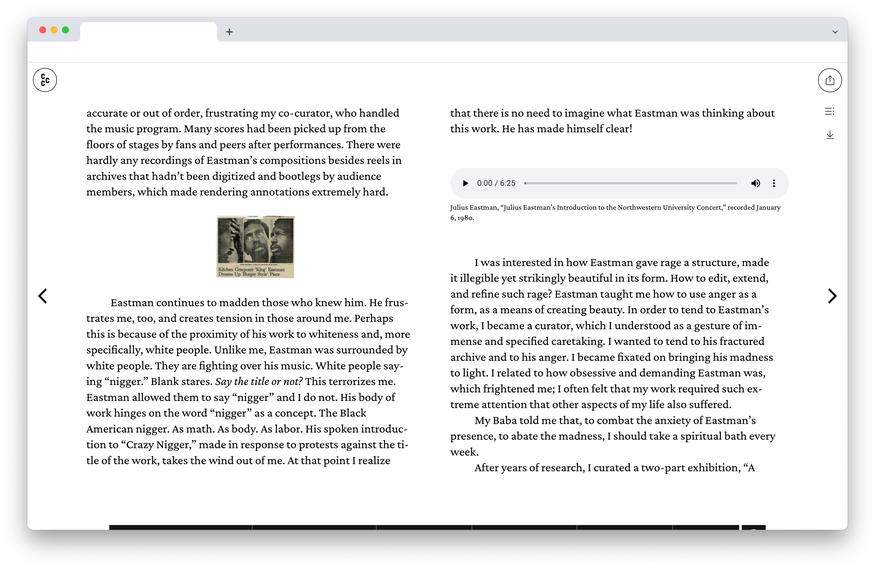 accurate or out of order, frustrating my co-curator, who handled
the music program. Many scores had been picked up from the
floors of stages by fans and peers after performances. There were
hardly any recordings of Eastman’s compositions besides reels in
archives that hadn’t been digitized and bootlegs by audience
members, which made rendering annotations extremely hard.
Kitchen Composer 'King' Eastman
Dreams Up 'Burger Style' Piece
Eastman continues to madden those who knew him. He frus-
trates me, too, and creates tension in those around me. Perhaps
this is because of the proximity of his work to whiteness and, more
specifically, white people. Unlike me, Eastman was surrounded by
white people. They are fighting over his music. White people say-
ing “nigger.” Blank stares. Say the title or not? This terrorizes me.
Eastman allowed them to say “nigger” and I do not. His body of
work hinges on the word “nigger” as a concept. The Black
American nigger. As math. As body. As labor. His spoken introduc-
tion to “Crazy Nigger,” made in response to protests against the ti-
tle of the work, takes the wind out of me. At that point I realize
that there is no need to imagine what Eastman was thinking about
this work. He has made himself clear!
0:00 / 6:25
Julius Eastman, “Julius Eastman’s Introduction to the Northwestern University Concert,” recorded January
6, 1980.
I was interested in how Eastman gave rage a structure, made
it illegible yet strikingly beautiful in its form. How to edit, extend,
and refine such rage? Eastman taught me how to use anger as a
form, as a means of creating beauty. In order to tend to Eastman’s
work, I became a curator, which I understood as a gesture of im-
mense and specified caretaking. I wanted to tend to his fractured
archive and to his anger. I became fixated on bringing his madness
to light. I related to how obsessive and demanding Eastman was,
which frightened me; I often felt that my work required such ex-
treme attention that other aspects of my life also suffered.
My Baba told me that, to combat the anxiety of Eastman’s
presence, to abate the madness, I should take a spiritual bath every
week.
After years of research, I curated a two-part exhibition, “A